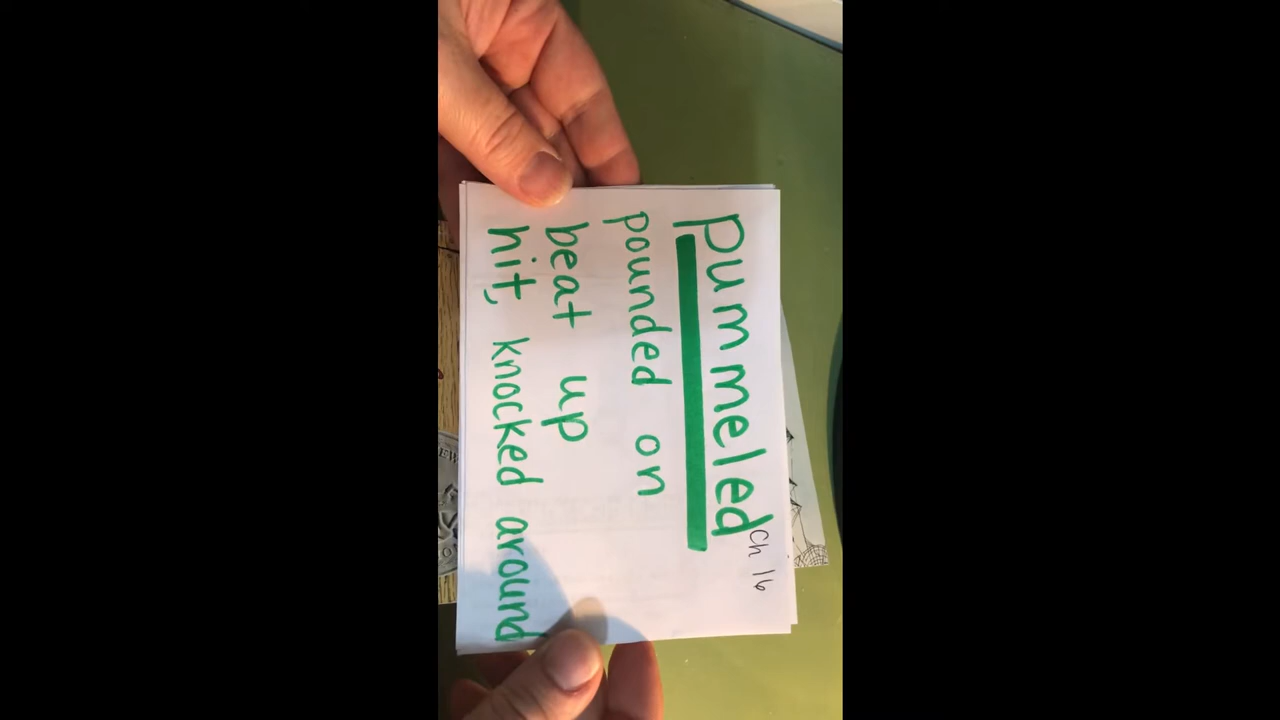 pummeled Ch 16
pounded on
beat up
hit, knocked around